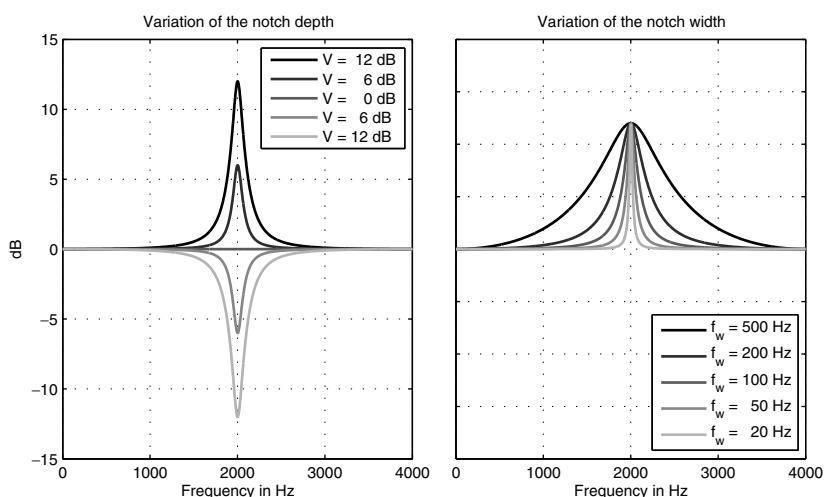 Variation of the notch depth
15
10
5
0
−5
−10
−15
dB
V = 12 dB
V = 6 dB
V = 0 dB
V = 6 dB
V = 12 dB
0 1000 2000 3000 4000
Frequency in Hz
Variation of the notch width
f_w = 500 Hz
f_w = 200 Hz
f_w = 100 Hz
f_w = 50 Hz
f_w = 20 Hz
0 1000 2000 3000 4000
Frequency in Hz